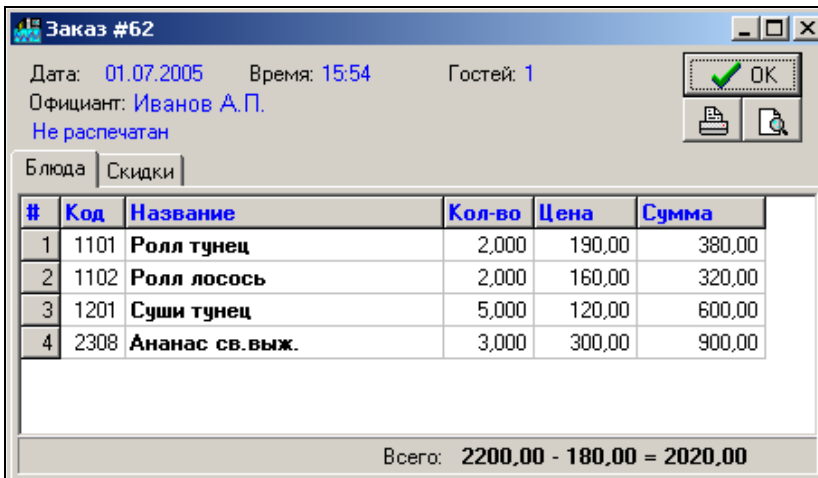 Заказ #62
Дата: 01.07.2005 Время: 15:54 Гостей: 1
OK
Официант: Иванов А.П.
Не распечатан
Блюда Скидки
# Код Название Кол-во Цена Сумма
1 1101 Ролл тунец 2,000 190,00 380,00
2 1102 Ролл лосось 2,000 160,00 320,00
3 1201 Суши тунец 5,000 120,00 600,00
4 2308 Ананас св.выж. 3,000 300,00 900,00
Всего: 2200,00 - 180,00 = 2020,00